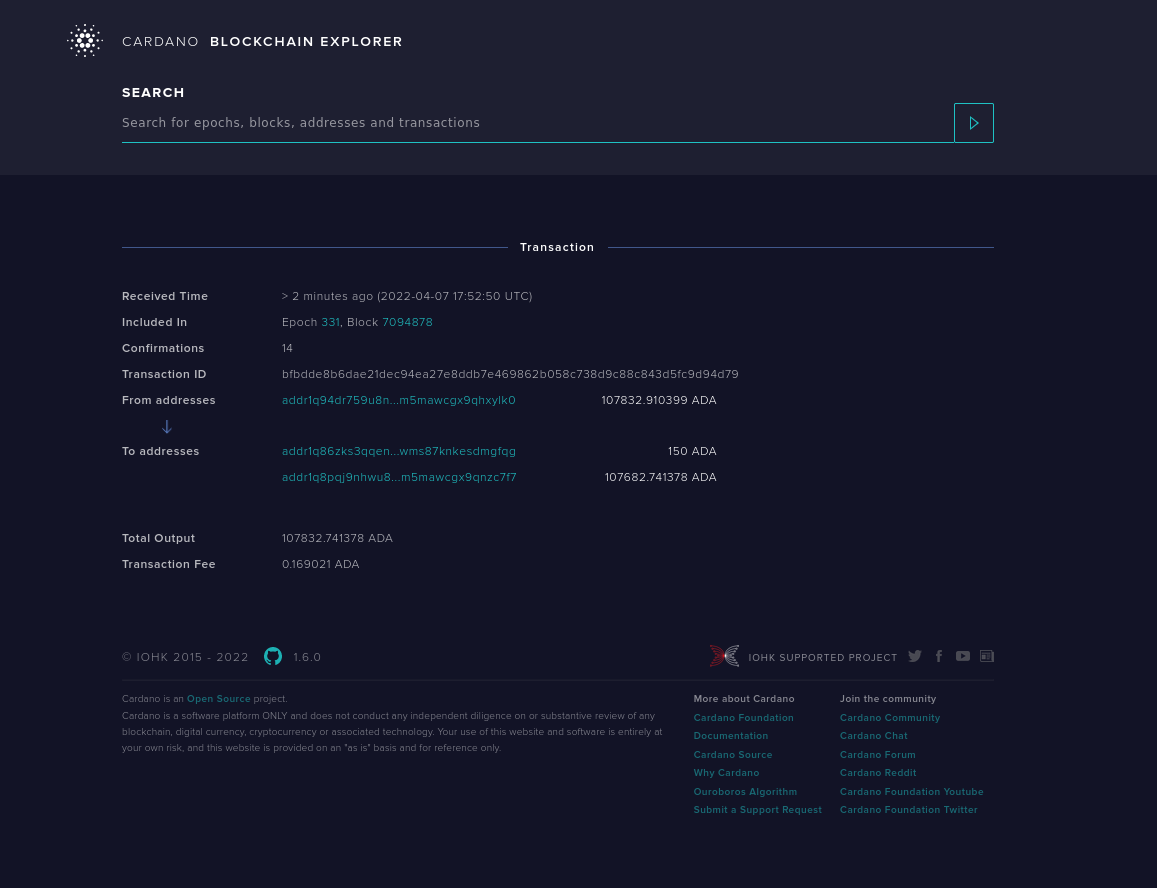 CARDANO BLOCKCHAIN EXPLORER
SEARCH
Search for epochs, blocks, addresses and transactions
Transaction
Received Time > 2 minutes ago (2022-04-07 17:52:50 UTC)
Included In Epoch 331, Block 7094878
Confirmations 14
Transaction ID bfbdde8b6dae21dec94ea27e8ddb7e469862b058c738d9c88c843d5fc9d94d79
From addresses addr1q94dr759u8n...m5mawcgx9qhxylk0 107832.910399 ADA
To addresses addr1q86zks3qqen...wms87knkesdmgfqg 150 ADA
addr1q8pqj9nhwu8...m5mawcgx9qnzc7f7 107682.741378 ADA
Total Output 107832.741378 ADA
Transaction Fee 0.169021 ADA
© IOHK 2015 - 2022 1.6.0
IOHK SUPPORTED PROJECT
Cardano is an Open Source project.
Cardano is a software platform ONLY and does not conduct any independent diligence on or substantive review of any
blockchain, digital currency, cryptocurrency or associated technology. Your use of this website and software is entirely at
your own risk, and this website is provided on an "as is" basis and for reference only.
More about Cardano
Cardano Foundation
Documentation
Cardano Source
Why Cardano
Ouroboros Algorithm
Submit a Support Request
Join the community
Cardano Community
Cardano Chat
Cardano Forum
Cardano Reddit
Cardano Foundation Youtube
Cardano Foundation Twitter